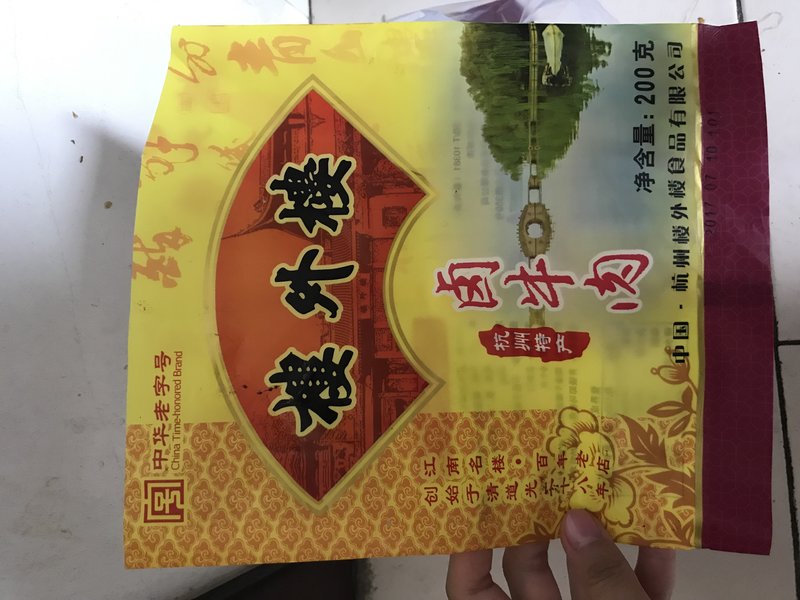 中华老字号
China Time-honored Brand
樓外樓
江南名楼·百年老店
创始于清道光二十八年
卤牛肉
杭州特产
净含量: 200克
中国·杭州楼外楼食品有限公司